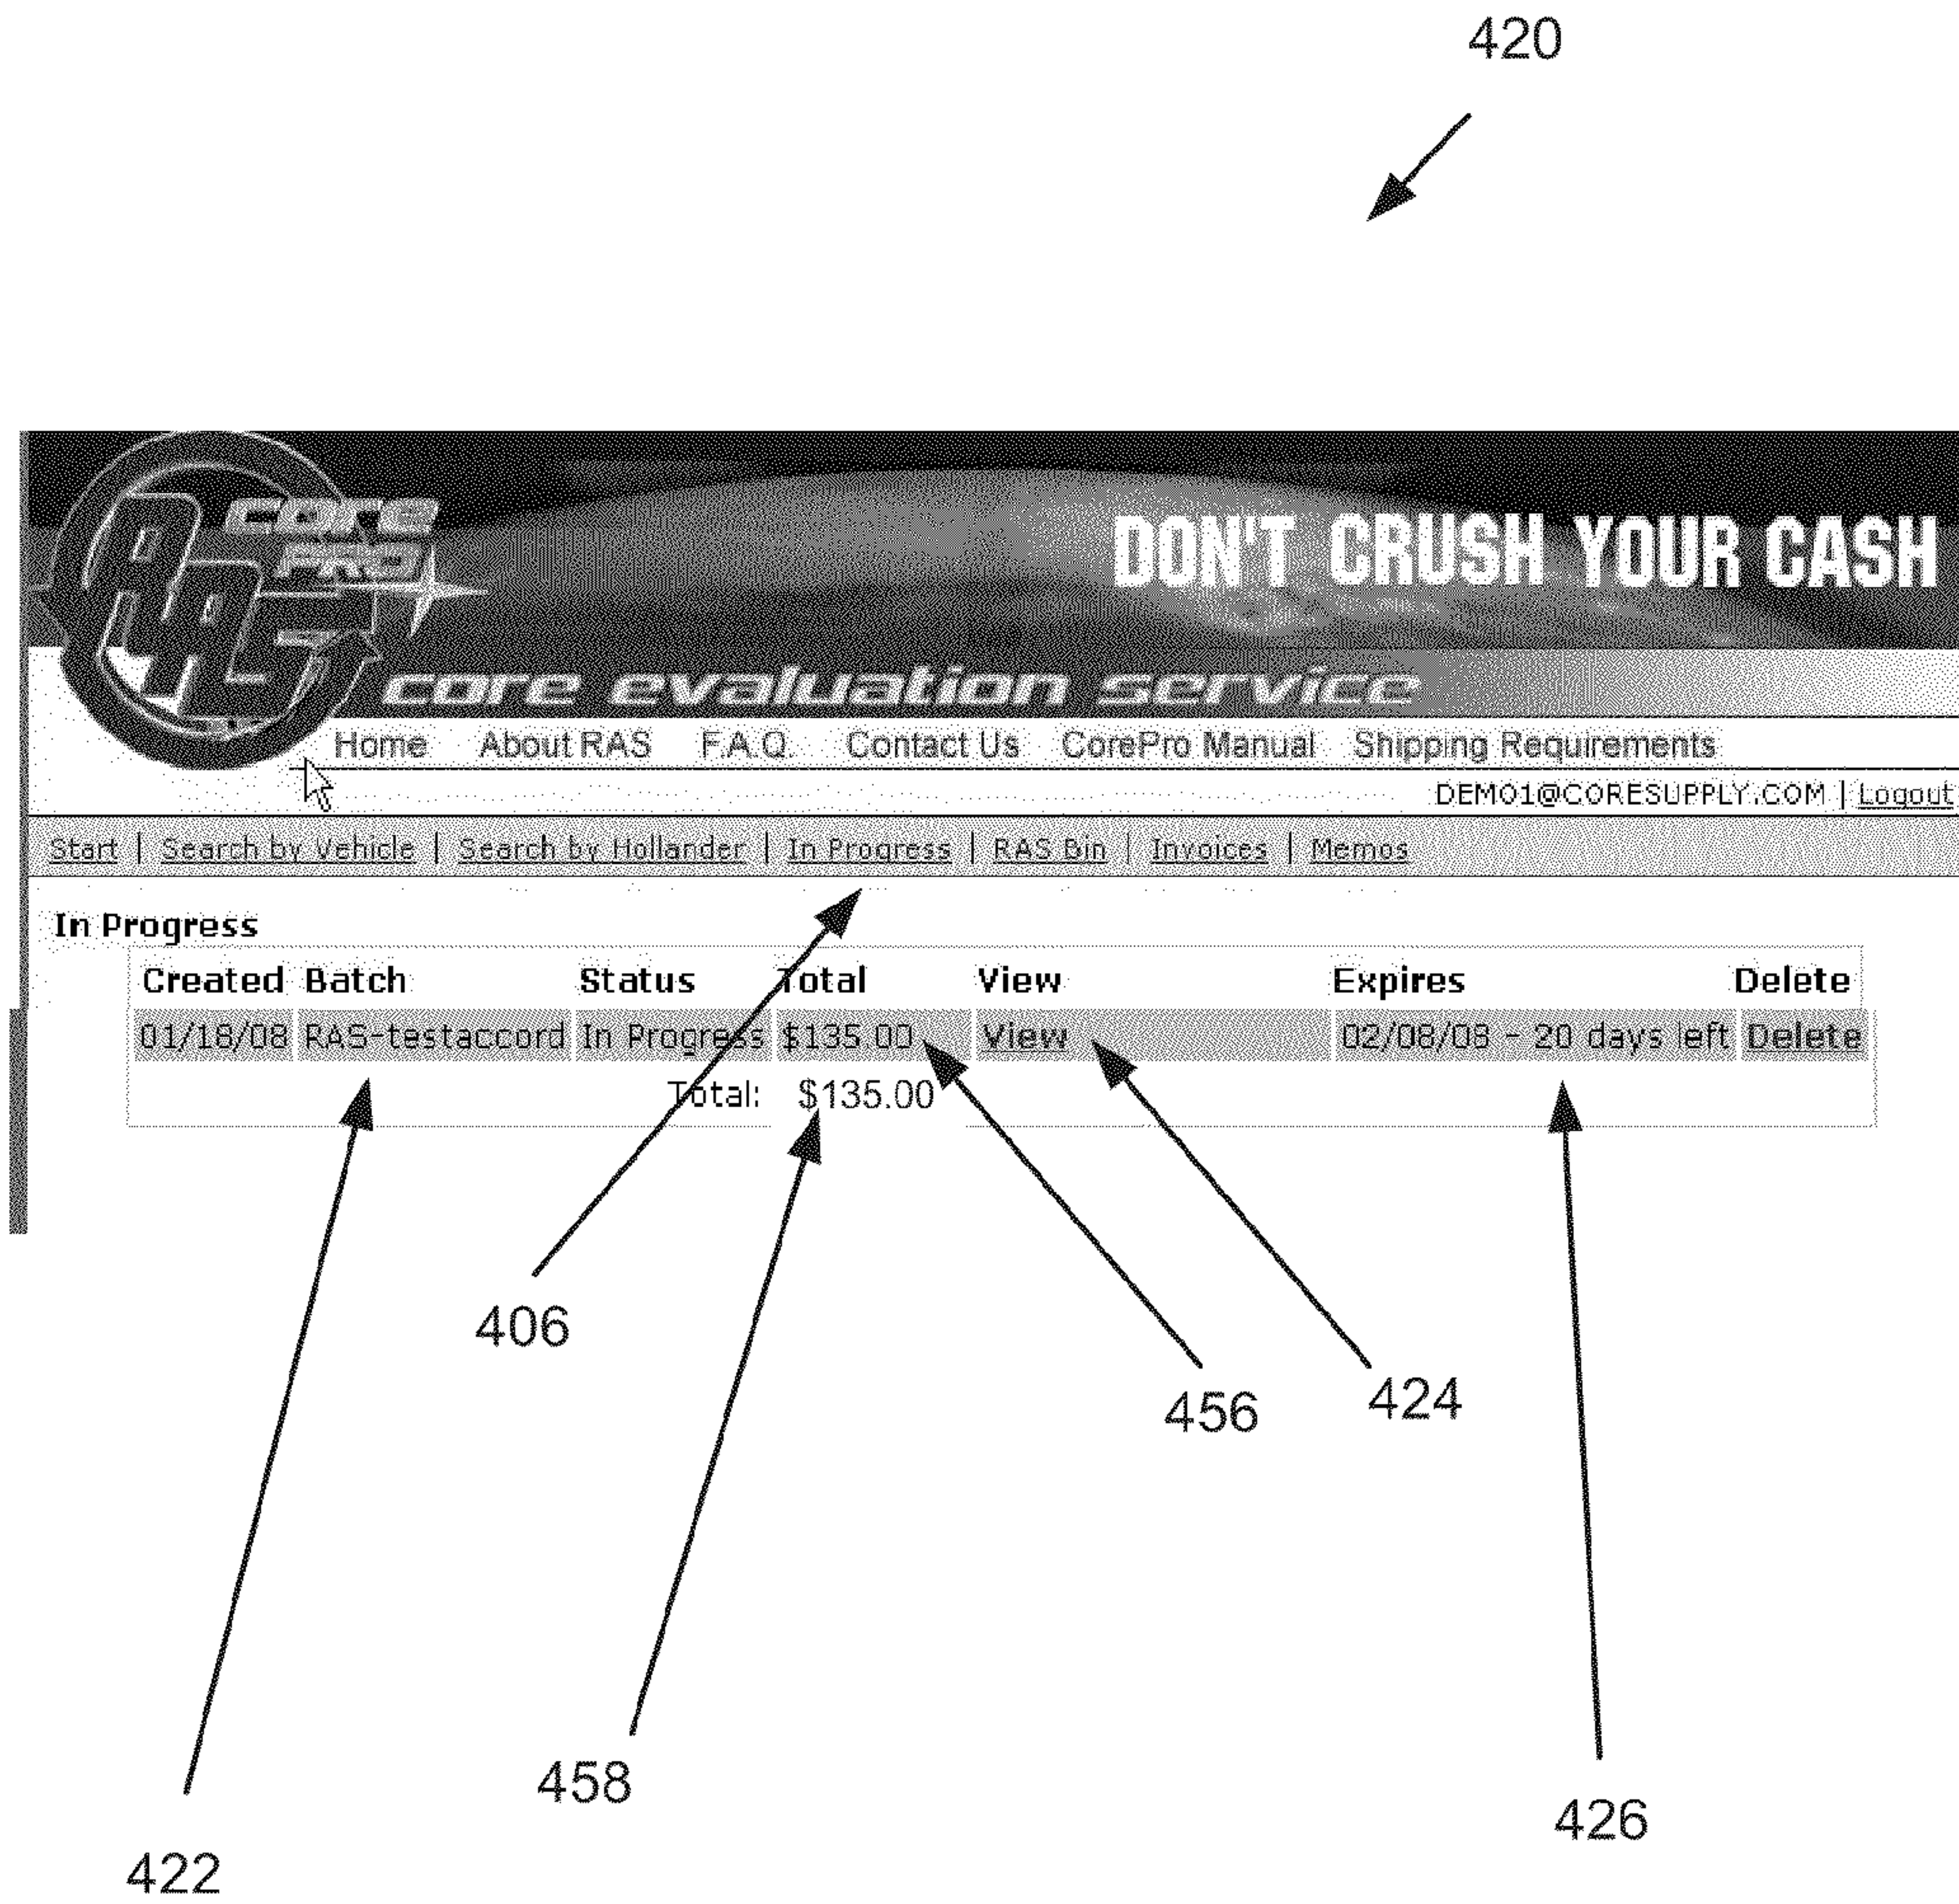 420
core
PRO
RAS
DON'T CRUSH YOUR CASH
core evaluation service
Home About RAS F.A.Q. Contact Us CorePro Manual Shipping Requirements
DEMO1@CORESUPPLY.COM | Logout
Start | Search by Vehicle | Search by Hollander | In Progress | RAS Bin | Invoices | Memos
In Progress
Created Batch Status Total View Expires Delete
01/18/08 RAS-testaccord In Progress $135.00 View 02/08/08 - 20 days left Delete
Total: $135.00
406
456
424
458
426
422